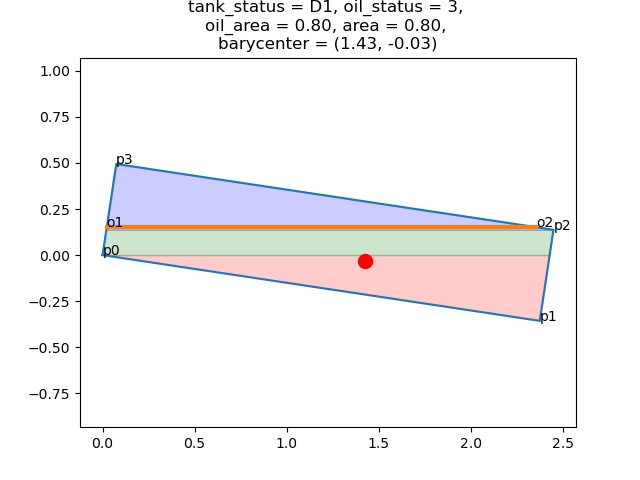 tank_status = D1, oil_status = 3,
oil_area = 0.80, area = 0.80,
barycenter = (1.43, -0.03)
1.00
0.75
0.50
0.25
0.00
−0.25
−0.50
−0.75
p3
o1
o2
p2
p0
p1
0.0
0.5
1.0
1.5
2.0
2.5